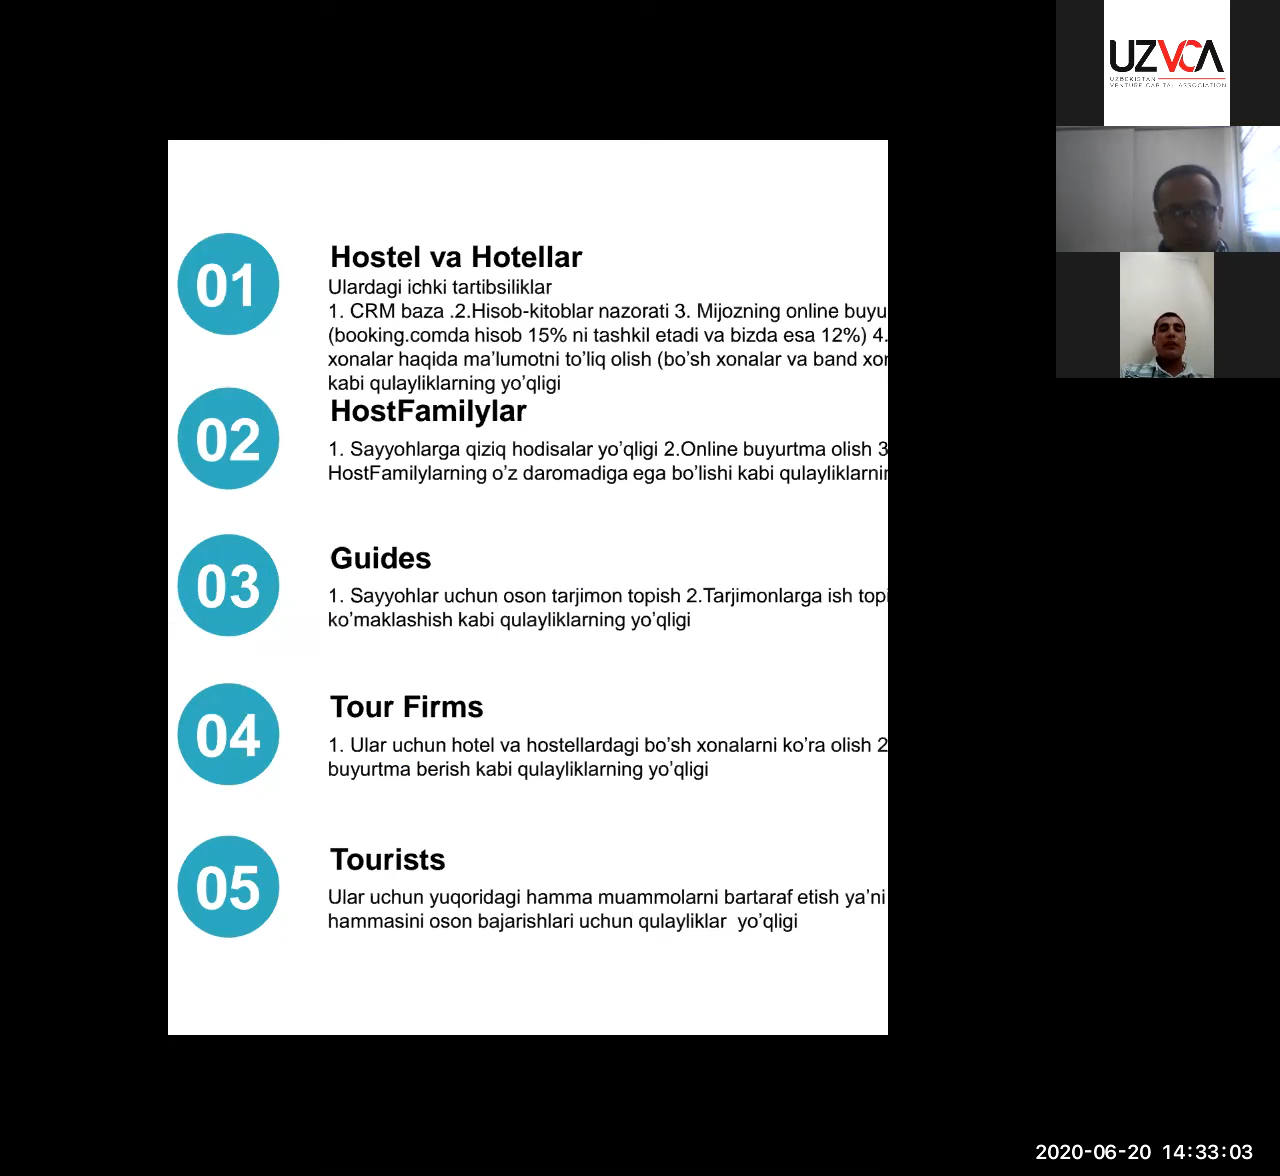 UZVCA
UZBEKISTAN
VENTURE CAPITAL ASSOCIATION
01
Hostel va Hotellar
Ulardagi ichki tartibsiliklar
1. CRM baza .2.Hisob-kitoblar nazorati 3. Mijozning online buyu
(booking.comda hisob 15% ni tashkil etadi va bizda esa 12%) 4.
xonalar haqida ma’lumotni to’liq olish (bo’sh xonalar va band xor
kabi qulayliklarning yo’qligi
02
HostFamilylar
1. Sayyohlarga qiziq hodisalar yo’qligi 2.Online buyurtma olish 3
HostFamilylarning o’z daromadiga ega bo’lishi kabi qulayliklarnir
03
Guides
1. Sayyohlar uchun oson tarjimon topish 2.Tarjimonlarga ish topi
ko’maklashish kabi qulayliklarning yo’qligi
04
Tour Firms
1. Ular uchun hotel va hostellardagi bo’sh xonalarni ko’ra olish 2
buyurtma berish kabi qulayliklarning yo’qligi
05
Tourists
Ular uchun yuqoridagi hamma muammolarni bartaraf etish ya’ni
hammasini oson bajarishlari uchun qulayliklar yo’qligi
2020-06-20 14:33:03